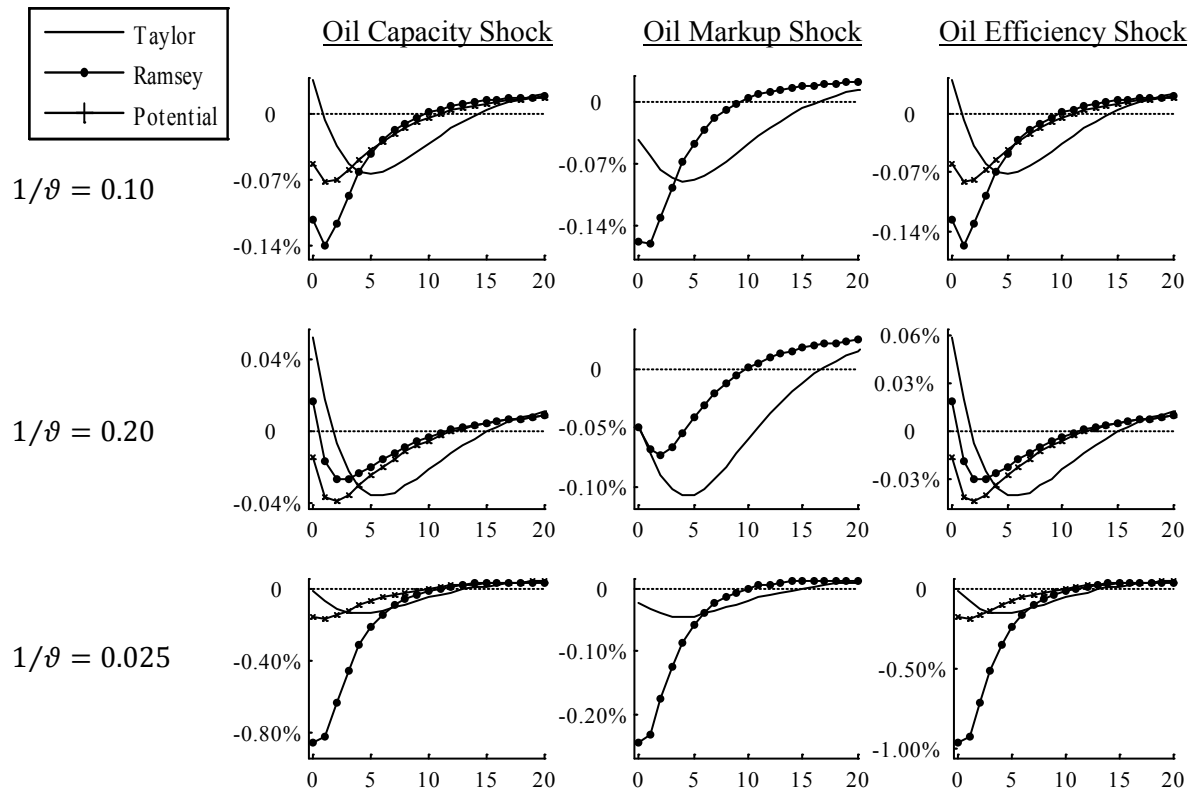 Taylor
Ramsey
Potential
Oil Capacity Shock
Oil Markup Shock
Oil Efficiency Shock
1/ϑ = 0.10
0
-0.07%
-0.14%
0 5 10 15 20
0
-0.07%
-0.14%
0 5 10 15 20
0
-0.07%
-0.14%
0 5 10 15 20
1/ϑ = 0.20
0.04%
0
-0.04%
0 5 10 15 20
0
-0.05%
-0.10%
0 5 10 15 20
0.06%
0.03%
0
-0.03%
0 5 10 15 20
1/ϑ = 0.025
0
-0.40%
-0.80%
0 5 10 15 20
0
-0.10%
-0.20%
0 5 10 15 20
0
-0.50%
-1.00%
0 5 10 15 20